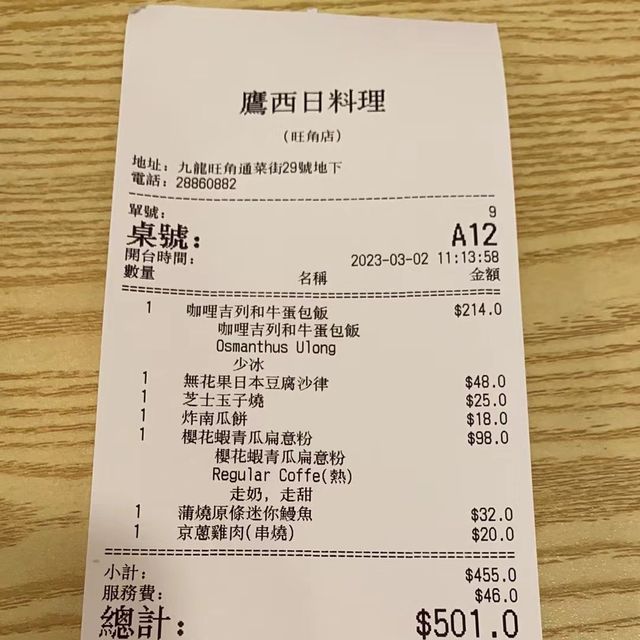 鷹西日料理
(旺角店)
地址: 九龍旺角通菜街29號地下
電話: 28860882
單號: 9
桌號: A12
開台時間: 2023-03-02 11:13:58
數量 名稱 金額
1 咖哩吉列和牛蛋包飯 $214.0
咖哩吉列和牛蛋包飯
Osmanthus Ulong
少冰
1 無花果日本豆腐沙律 $48.0
1 芝士玉子燒 $25.0
1 炸南瓜餅 $18.0
1 櫻花蝦青瓜扁意粉 $98.0
櫻花蝦青瓜扁意粉
Regular Coffe(熱)
走奶, 走甜
1 蒲燒原條迷你鰻魚 $32.0
1 京蔥雞肉(串燒) $20.0
小計: $455.0
服務費: $46.0
總計: $501.0